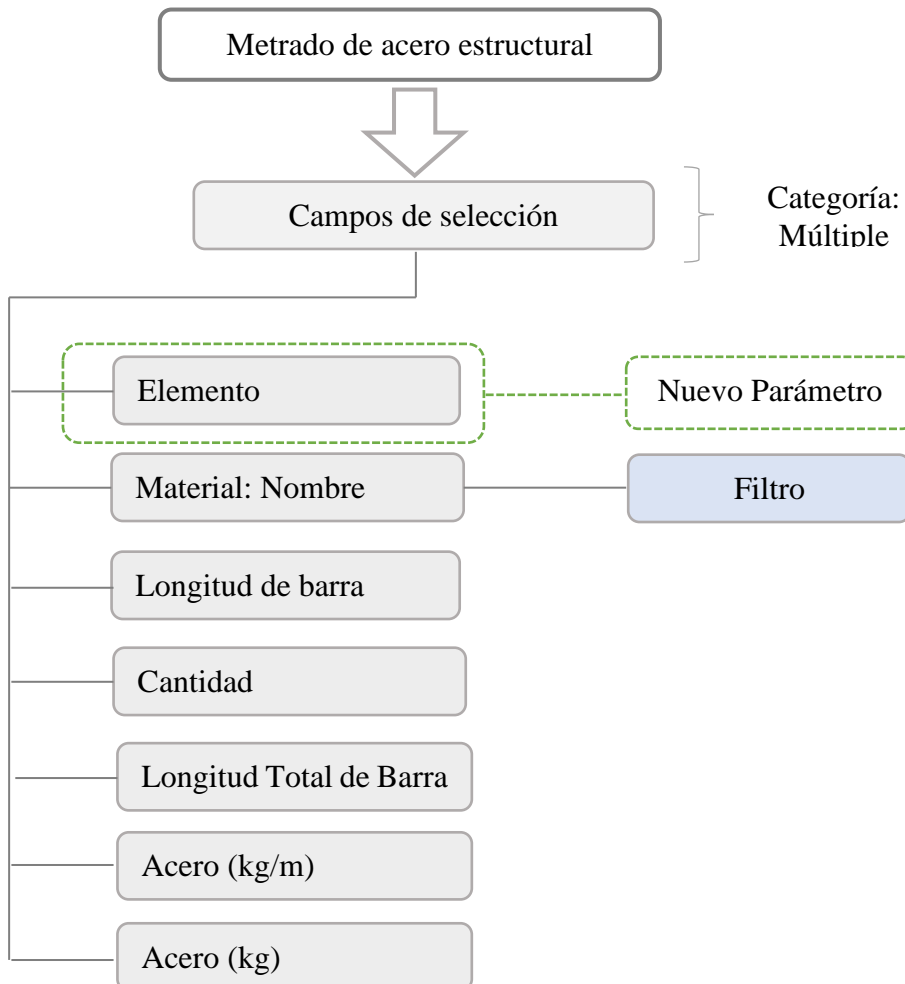 Metrado de acero estructural
Campos de selección
Categoría:
Múltiple
Elemento
Nuevo Parámetro
Material: Nombre
Filtro
Longitud de barra
Cantidad
Longitud Total de Barra
Acero (kg/m)
Acero (kg)